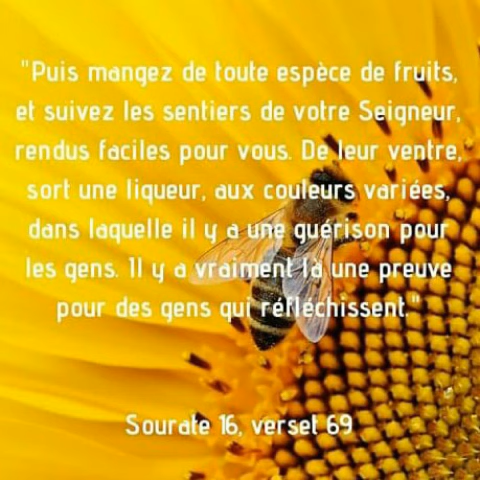 "Puis mangez de toute espèce de fruits,
et suivez les sentiers de votre Seigneur,
rendus faciles pour vous. De leur ventre,
sort une liqueur, aux couleurs variées,
dans laquelle il y a une guérison pour
les gens. Il y a vraiment là une preuve
pour des gens qui réfléchissent."
Sourate 16, verset 69